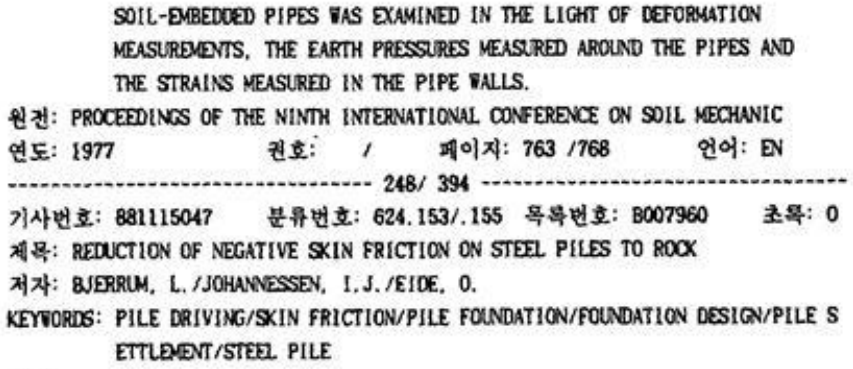 SOIL-EMBEDDED PIPES WAS EXAMINED IN THE LIGHT OF DEFORMATION
MEASUREMENTS, THE EARTH PRESSURES MEASURED AROUND THE PIPES AND
THE STRAINS MEASURED IN THE PIPE WALLS.
원전: PROCEEDINGS OF THE NINTH INTERNATIONAL CONFERENCE ON SOIL MECHANIC
연도: 1977 권호: / 페이지: 763 /768 언어: EN
--------------------------------- 248/ 394 ---------------------------------
기사번호: 881115047 분류번호: 624.153/.155 목록번호: B007960 초록: O
제목: REDUCTION OF NEGATIVE SKIN FRICTION ON STEEL PILES TO ROCK
저자: BJERRUM, L./JOHANNESSEN, I.J./EIDE, O.
KEYWORDS: PILE DRIVING/SKIN FRICTION/PILE FOUNDATION/FOUNDATION DESIGN/PILE S
ETTLEMENT/STEEL PILE